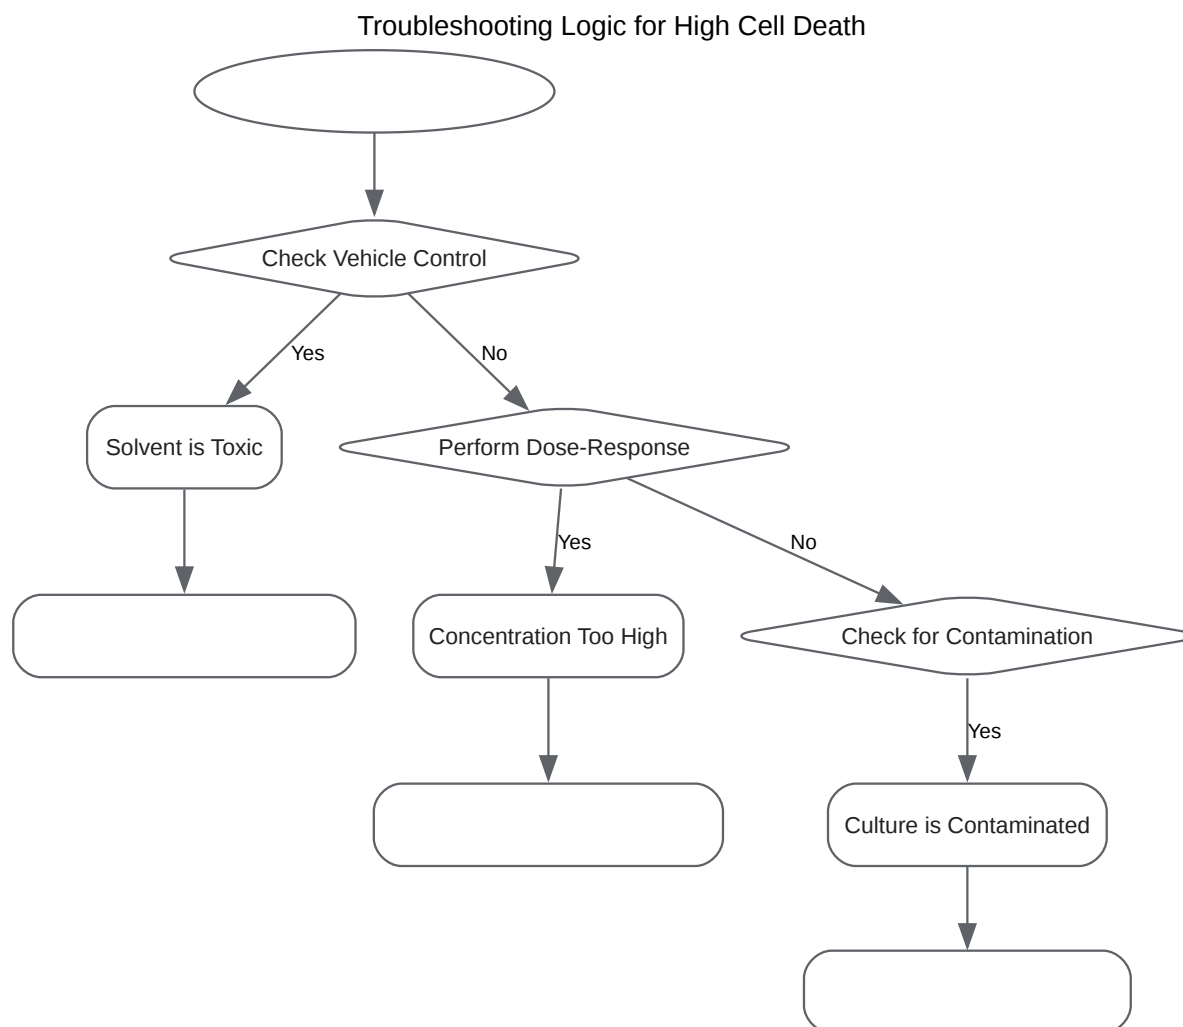 Troubleshooting Logic for High Cell Death
Check Vehicle Control
Yes
No
Solvent is Toxic
Perform Dose-Response
Yes
No
Concentration Too High
Check for Contamination
Yes
Culture is Contaminated